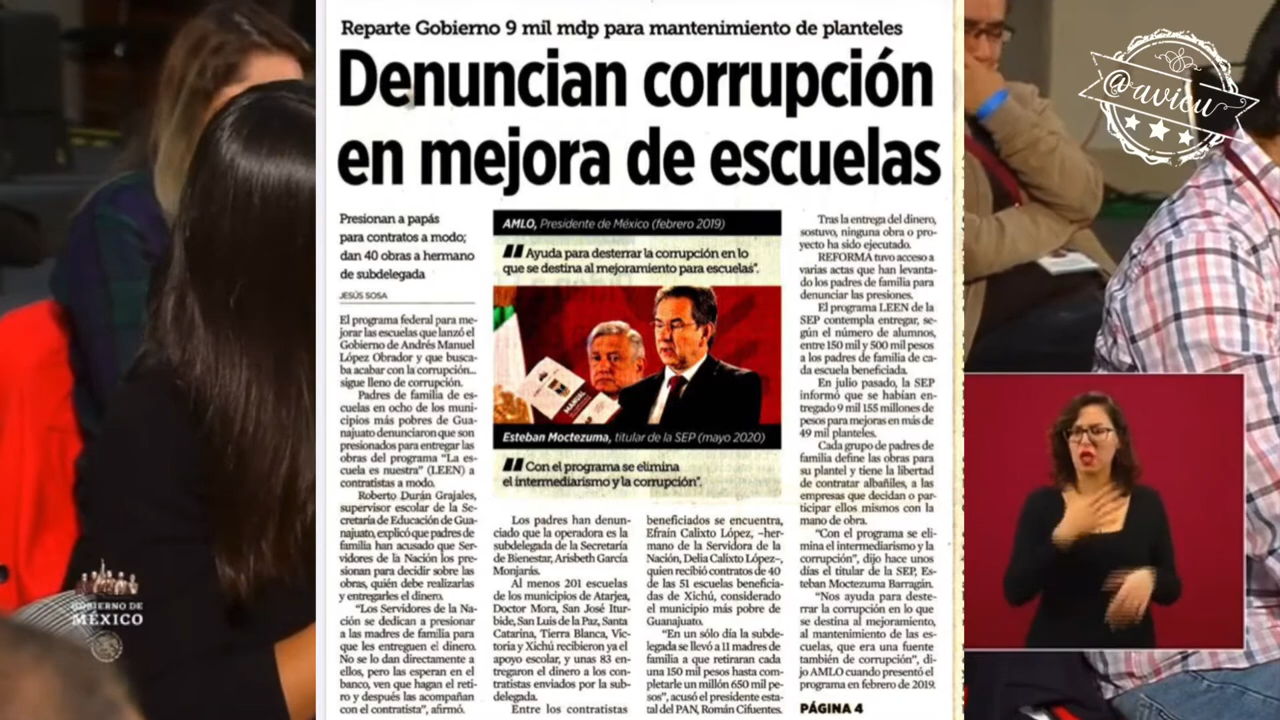 Reparte Gobierno 9 mil mdp para mantenimiento de planteles
Denuncian corrupción
en mejora de escuelas
Presionan a papás
para contratos a modo;
dan 40 obras a hermano
de subdelegada
JESÚS SOSA
El programa federal para me-
jorar las escuelas que lanzó el
Gobierno de Andrés Manuel
López Obrador y que busca-
ba acabar con la corrupción...
sigue lleno de corrupción.
Padres de familia de es-
cuelas en ocho de los muni-
cipios más pobres de Gua-
najuato denunciaron que son
presionados para entregar las
obras del programa "La es-
cuela es nuestra" (LEEN) a
contratistas a modo.
Roberto Durán Grajales,
supervisor escolar de la Se-
cretaría de Educación de Gua-
najuato, explicó que padres de
familia han acusado que Ser-
vidores de la Nación los pre-
sionan para decidir sobre las
obras, quién debe realizarlas
y entregarles el dinero.
"Los Servidores de la Na-
ción se dedican a presionar
a las madres de familia para
que les entreguen el dinero.
No se lo dan directamente a
ellos, pero las esperan en el
banco, ven que hagan el reti-
ro y después las acompañan
con el contratista", afirmó.
AMLO, Presidente de México (febrero 2019)
"Ayuda para desterrar la corrupción en lo
que se destina al mejoramiento para escuelas".
MANUAL
Esteban Moctezuma, titular de la SEP (mayo 2020)
"Con el programa se elimina
el intermediarismo y la corrupción".
Los padres han denun-
ciado que la operadora es la
subdelegada de la Secretaría
de Bienestar, Arisbeth García
Monjarás.
Al menos 201 escuelas
de los municipios de Atarjea,
Doctor Mora, San José Itur-
bide, San Luis de la Paz, Santa
Catarina, Tierra Blanca, Vic-
toria y Xichú recibieron ya el
apoyo escolar, y unas 83 en-
tregaron el dinero a los con-
tratistas enviados por la sub-
delegada.
Entre los contratistas
beneficiados se encuentra,
Efraín Calixto López, –her-
mano de la Servidora de la
Nación, Delia Calixto López–,
quien recibió contratos de 40
de las 51 escuelas beneficia-
das de Xichú, considerado
el municipio más pobre de
Guanajuato.
"En un sólo día la subde-
legada se llevó a 11 madres de
familia a que retiraran cada
una 150 mil pesos hasta com-
pletarle un millón 650 mil pe-
sos", acusó el presidente esta-
tal del PAN, Román Cifuentes.
Tras la entrega del dinero,
sostuvo, ninguna obra o pro-
yecto ha sido ejecutado.
REFORMA tuvo acceso a
varias actas que han levanta-
do los padres de familia para
denunciar las presiones.
El programa LEEN de la
SEP contempla entregar, se-
gún el número de alumnos,
entre 150 mil y 500 mil pesos
a los padres de familia de ca-
da escuela beneficiada.
En julio pasado, la SEP
informó que se habían en-
tregado 9 mil 155 millones de
pesos para mejoras en más de
49 mil planteles.
Cada grupo de padres de
familia define las obras para
su plantel y tiene la libertad
de contratar albañiles, a las
empresas que decidan o par-
ticipar ellos mismos con la
mano de obra.
"Con el programa se eli-
mina el intermediarismo y la
corrupción", dijo hace unos
días el titular de la SEP, Es-
teban Moctezuma Barragán.
"Nos ayuda para deste-
rrar la corrupción en lo que
se destina al mejoramiento,
al mantenimiento de las es-
cuelas, que era una fuente
también de corrupción", di-
jo AMLO cuando presentó el
programa en febrero de 2019.
PÁGINA 4
@avicu
GOBIERNO DE
MÉXICO